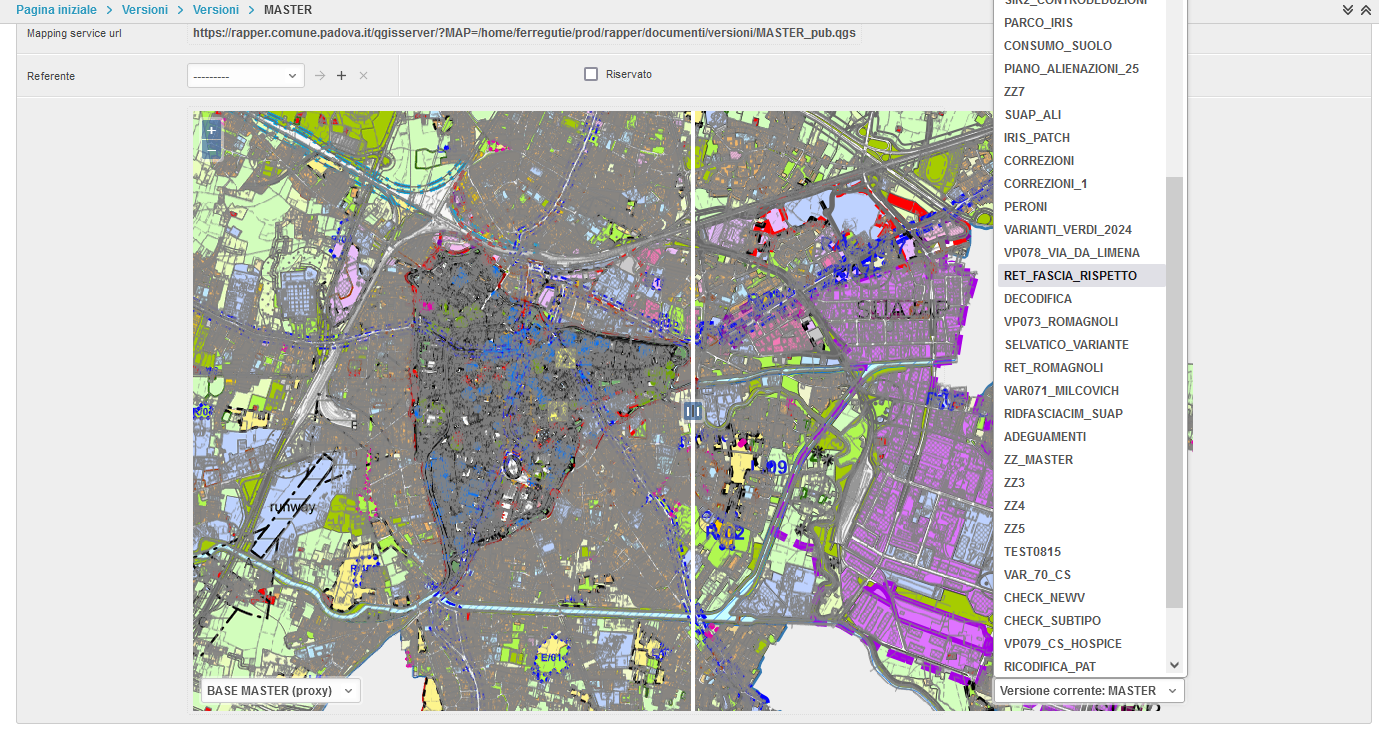 Pagina iniziale > Versioni > Versioni > MASTER
Mapping service url
https://rapper.comune.padova.it/qgisserver/?MAP=/home/ferregutie/prod/rapper/documenti/versioni/MASTER_pub.qgs
Referente
---------
Riservato
SIR2_CONTRODEDUZIONI
PARCO_IRIS
CONSUMO_SUOLO
PIANO_ALIENAZIONI_25
ZZ7
SUAP_ALI
IRIS_PATCH
CORREZIONI
CORREZIONI_1
PERONI
VARIANTI_VERDI_2024
VP078_VIA_DA_LIMENA
RET_FASCIA_RISPETTO
DECODIFICA
VP073_ROMAGNOLI
SELVATICO_VARIANTE
RET_ROMAGNOLI
VAR071_MILCOVICH
RIDFASCIACIM_SUAP
ADEGUAMENTI
ZZ_MASTER
ZZ3
ZZ4
ZZ5
TEST0815
VAR_70_CS
CHECK_NEWV
CHECK_SUBTIPO
VP079_CS_HOSPICE
RICODIFICA_PAT
runway
09
E/01
BASE MASTER (proxy)
Versione corrente: MASTER